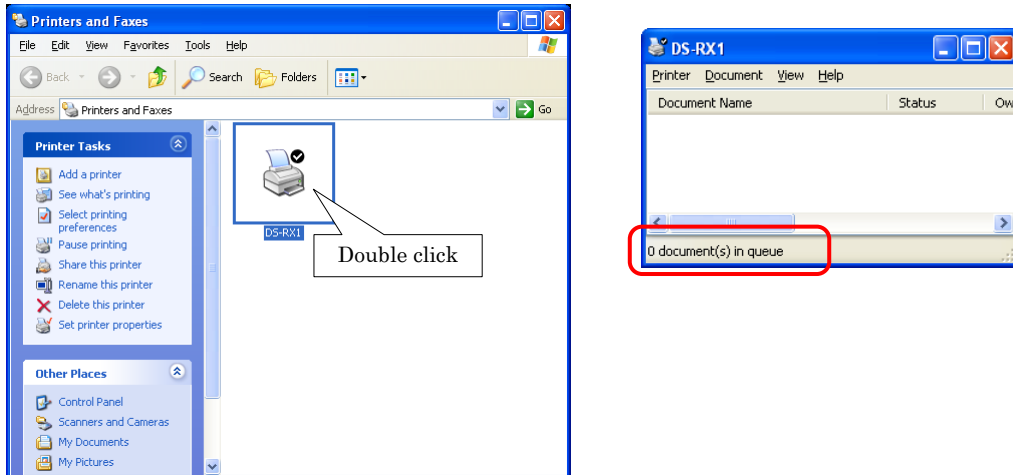 Printers and Faxes
File Edit View Favorites Tools Help
Back Search Folders
Address Printers and Faxes Go
Printer Tasks
Add a printer
See what's printing
Select printing
preferences
Pause printing
Share this printer
Rename this printer
Delete this printer
Set printer properties
Other Places
Control Panel
Scanners and Cameras
My Documents
My Pictures
DS-RX1
Double click
DS-RX1
Printer Document View Help
Document Name Status Ow
0 document(s) in queue